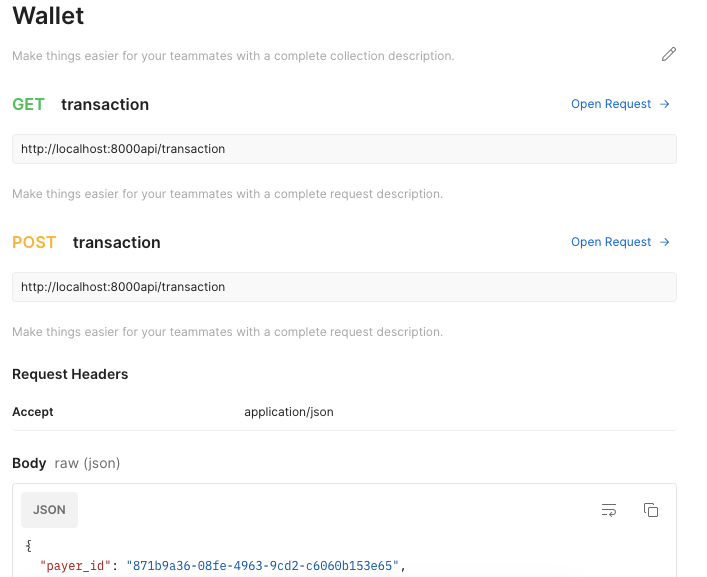 Wallet
Make things easier for your teammates with a complete collection description.
GET transaction Open Request →
http://localhost:8000api/transaction
Make things easier for your teammates with a complete request description.
POST transaction Open Request →
http://localhost:8000api/transaction
Make things easier for your teammates with a complete request description.
Request Headers
Accept application/json
Body raw (json)
JSON
{
"payer_id": "871b9a36-08fe-4963-9cd2-c6060b153e65",